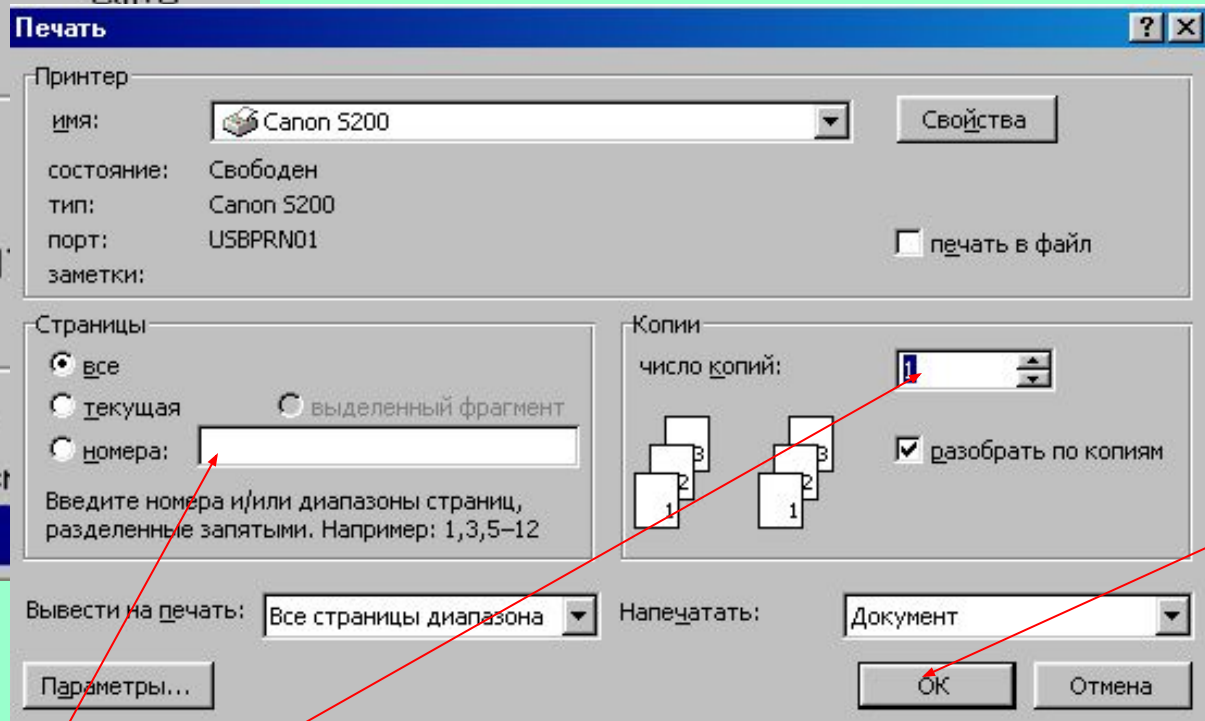 Печать
Принтер
имя: Canon S200 Свойства
состояние: Свободен
тип: Canon S200
порт: USBPRN01 печать в файл
заметки:
Страницы
все
текущая выделенный фрагмент
номера:
Введите номера и/или диапазоны страниц,
разделенные запятыми. Например: 1,3,5–12
Копии
число копий: 1
3 3
2 2
1 1
разобрать по копиям
Вывести на печать: Все страницы диапазона Напечатать: Документ
Параметры... ОК Отмена